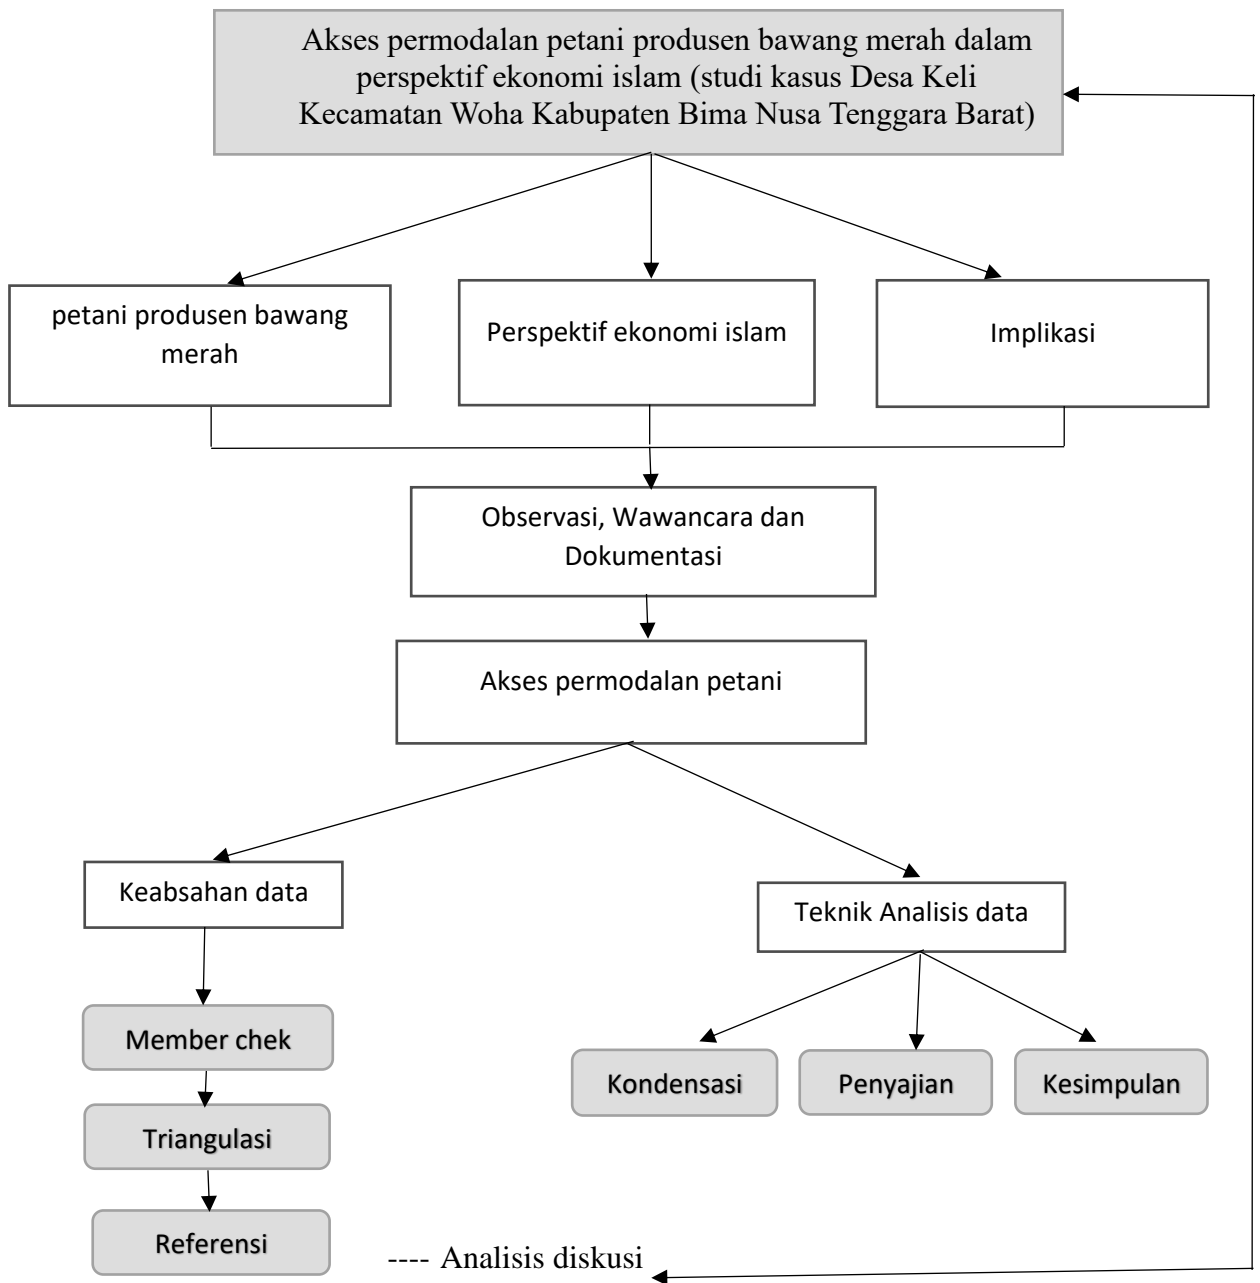 Akses permodalan petani produsen bawang merah dalam
perspektif ekonomi islam (studi kasus Desa Keli
Kecamatan Woha Kabupaten Bima Nusa Tenggara Barat)
petani produsen bawang
merah
Perspektif ekonomi islam
Implikasi
Observasi, Wawancara dan
Dokumentasi
Akses permodalan petani
Keabsahan data
Teknik Analisis data
Member chek
Kondensasi
Penyajian
Kesimpulan
Triangulasi
Referensi
---- Analisis diskusi